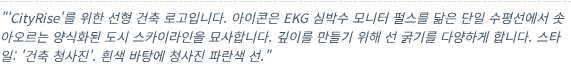 "'CityRise'를 위한 선형 건축 로고입니다. 아이콘은 EKG 심박수 모니터 펄스를 닮은 단일 수평선에서 솟
아오르는 양식화된 도시 스카이라인을 묘사합니다. 깊이를 만들기 위해 선 굵기를 다양하게 합니다. 스타
일: '건축 청사진'. 흰색 바탕에 청사진 파란색 선."